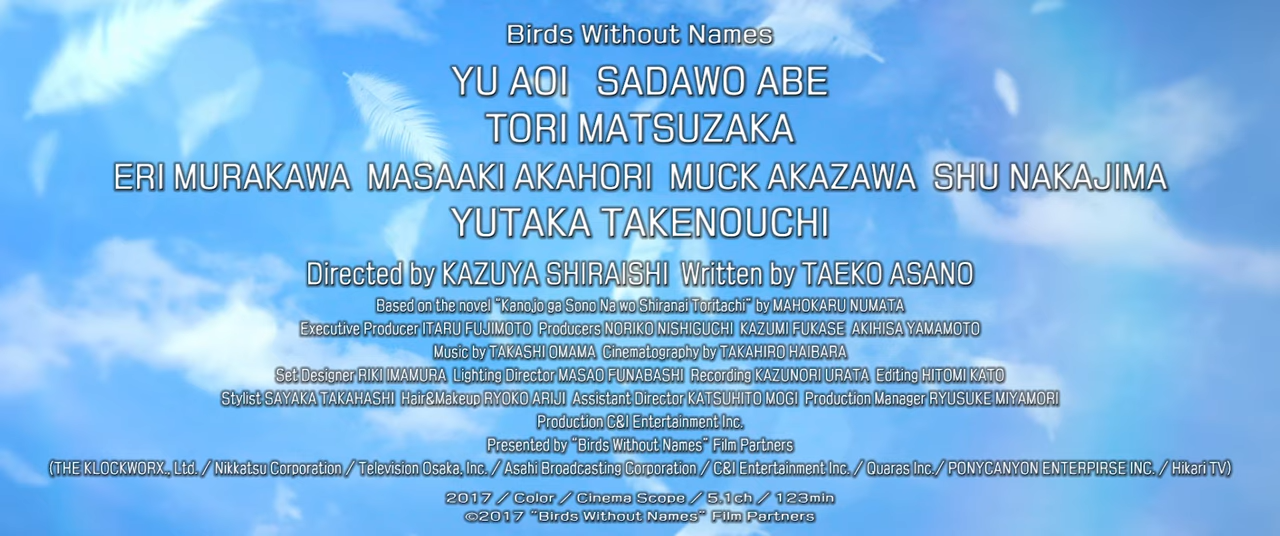 Birds Without Names
YU AOI SADAWO ABE
TORI MATSUZAKA
ERI MURAKAWA MASAAKI AKAHORI MUCK AKAZAWA SHU NAKAJIMA
YUTAKA TAKENOUCHI
Directed by KAZUYA SHIRAISHI Written by TAEKO ASANO
Based on the novel "Kanojo ga Sono Na wo Shiranai Toritachi" by MAHOKARU NUMATA
Executive Producer ITARU FUJIMOTO Producers NORIKO NISHIGUCHI KAZUMI FUKASE AKIHISA YAMAMOTO
Music by TAKASHI OMAMA Cinematography by TAKAHIRO HAIBARA
Set Designer RIKI IMAMURA Lighting Director MASAO FUNABASHI Recording KAZUNORI URATA Editing HITOMI KATO
Stylist SAYAKA TAKAHASHI Hair&Makeup RYOKO ARIJI Assistant Director KATSUHITO MOGI Production Manager RYUSUKE MIYAMORI
Production C&I Entertainment Inc.
Presented by "Birds Without Names" Film Partners
(THE KLOCKWORX., Ltd. / Nikkatsu Corporation / Television Osaka, Inc. / Asahi Broadcasting Corporation / C&I Entertainment Inc. / Quaras Inc./ PONYCANYON ENTERPIRSE INC. / Hikari TV)
2017 / Color / Cinema Scope / 5.1ch / 123min
©2017 "Birds Without Names" Film Partners